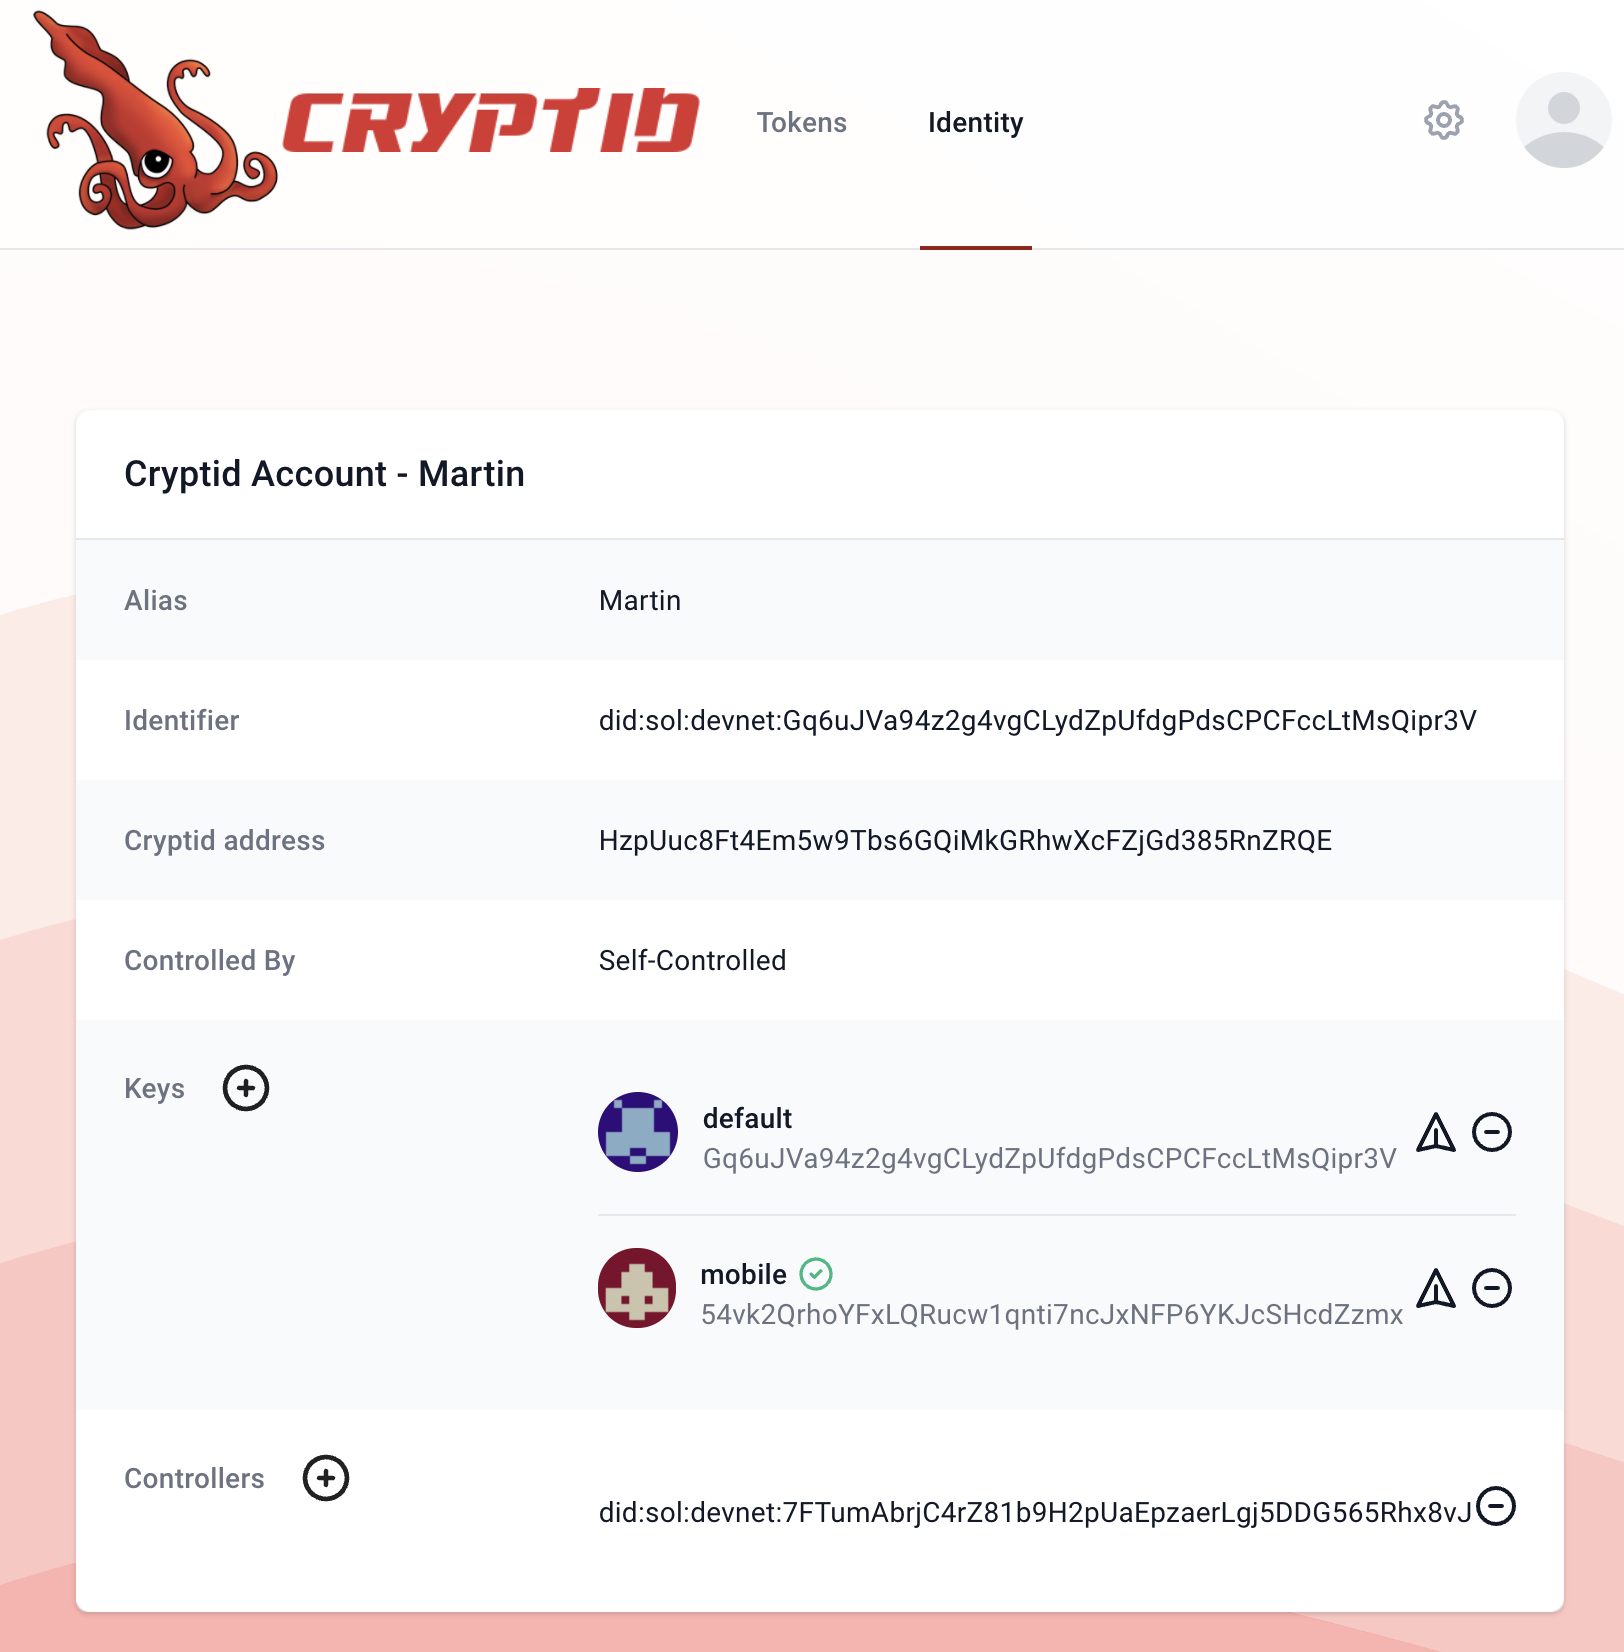 CRYPTID
Tokens
Identity
Cryptid Account - Martin
Alias
Martin
Identifier
did:sol:devnet:Gq6uJVa94z2g4vgCLydZpUfdgPdsCPCFccLtMsQipr3V
Cryptid address
HzpUuc8Ft4Em5w9Tbs6GQiMkGRhwXcFZjGd385RnZRQE
Controlled By
Self-Controlled
Keys
default
Gq6uJVa94z2g4vgCLydZpUfdgPdsCPCFccLtMsQipr3V
mobile
54vk2QrhoYFxLQRucw1qnti7ncJxNFP6YKJcSHcdZzmx
Controllers
did:sol:devnet:7FTumAbrjC4rZ81b9H2pUaEpzaerLgj5DDG565Rhx8vJ